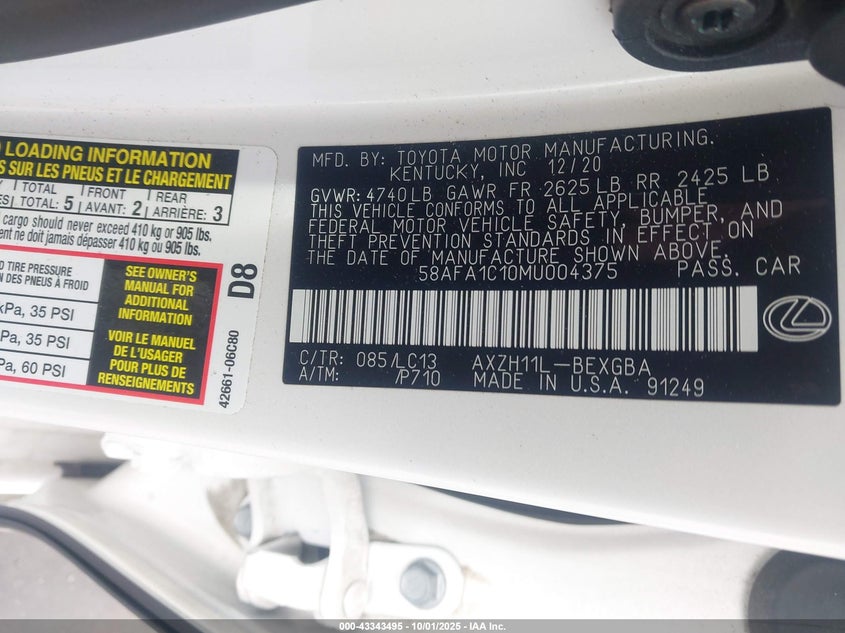 LOADING INFORMATION
SUR LES PNEUS ET LE CHARGEMENT
TOTAL FRONT REAR
TOTAL: 5 AVANT: 2 ARRIÈRE: 3
cargo should never exceed 410 kg or 905 lbs.
ne doit jamais dépasser 410 kg ou 905 lbs.
TIRE PRESSURE
DES PNEUS À FROID
kPa, 35 PSI
Pa, 35 PSI
Pa, 60 PSI
SEE OWNER'S
MANUAL FOR
ADDITIONAL
INFORMATION
VOIR LE MANUEL
DE L'USAGER
POUR PLUS DE
RENSEIGNEMENTS
D8
42661-06C80
MFD. BY: TOYOTA MOTOR MANUFACTURING.
KENTUCKY, INC 12/20
GVWR: 4740LB GAWR FR 2625LB RR 2425 LB
THIS VEHICLE CONFORMS TO ALL APPLICABLE
FEDERAL MOTOR VEHICLE SAFETY, BUMPER, AND
THEFT PREVENTION STANDARDS IN EFFECT ON
THE DATE OF MANUFACTURE SHOWN ABOVE.
58AFA1C10MU004375 PASS. CAR
C/TR: 085/LC13 AXZH11L-BEXGBA
A/TM: /P710 MADE IN U.S.A. 91249
000-43343495 - 10/01/2025 - © IAA Inc.